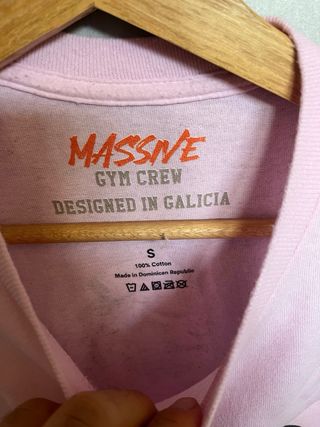 MASSIVE
GYM CREW
DESIGNED IN GALICIA
S
100% Cotton
Made in Dominican Republic